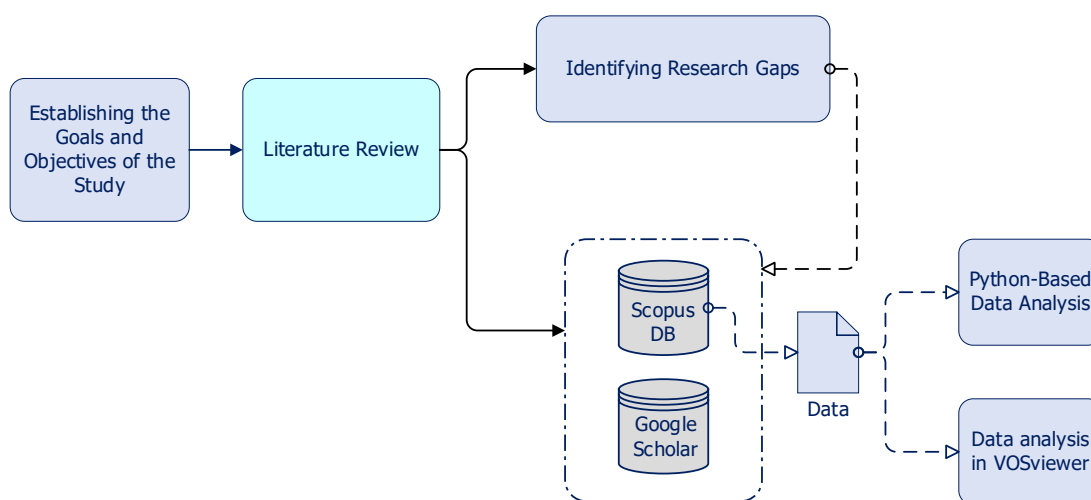 Establishing the
Goals and
Objectives of the
Study
Literature Review
Identifying Research Gaps
Scopus
DB
Google
Scholar
Data
Python-Based
Data Analysis
Data analysis
in VOSviewer